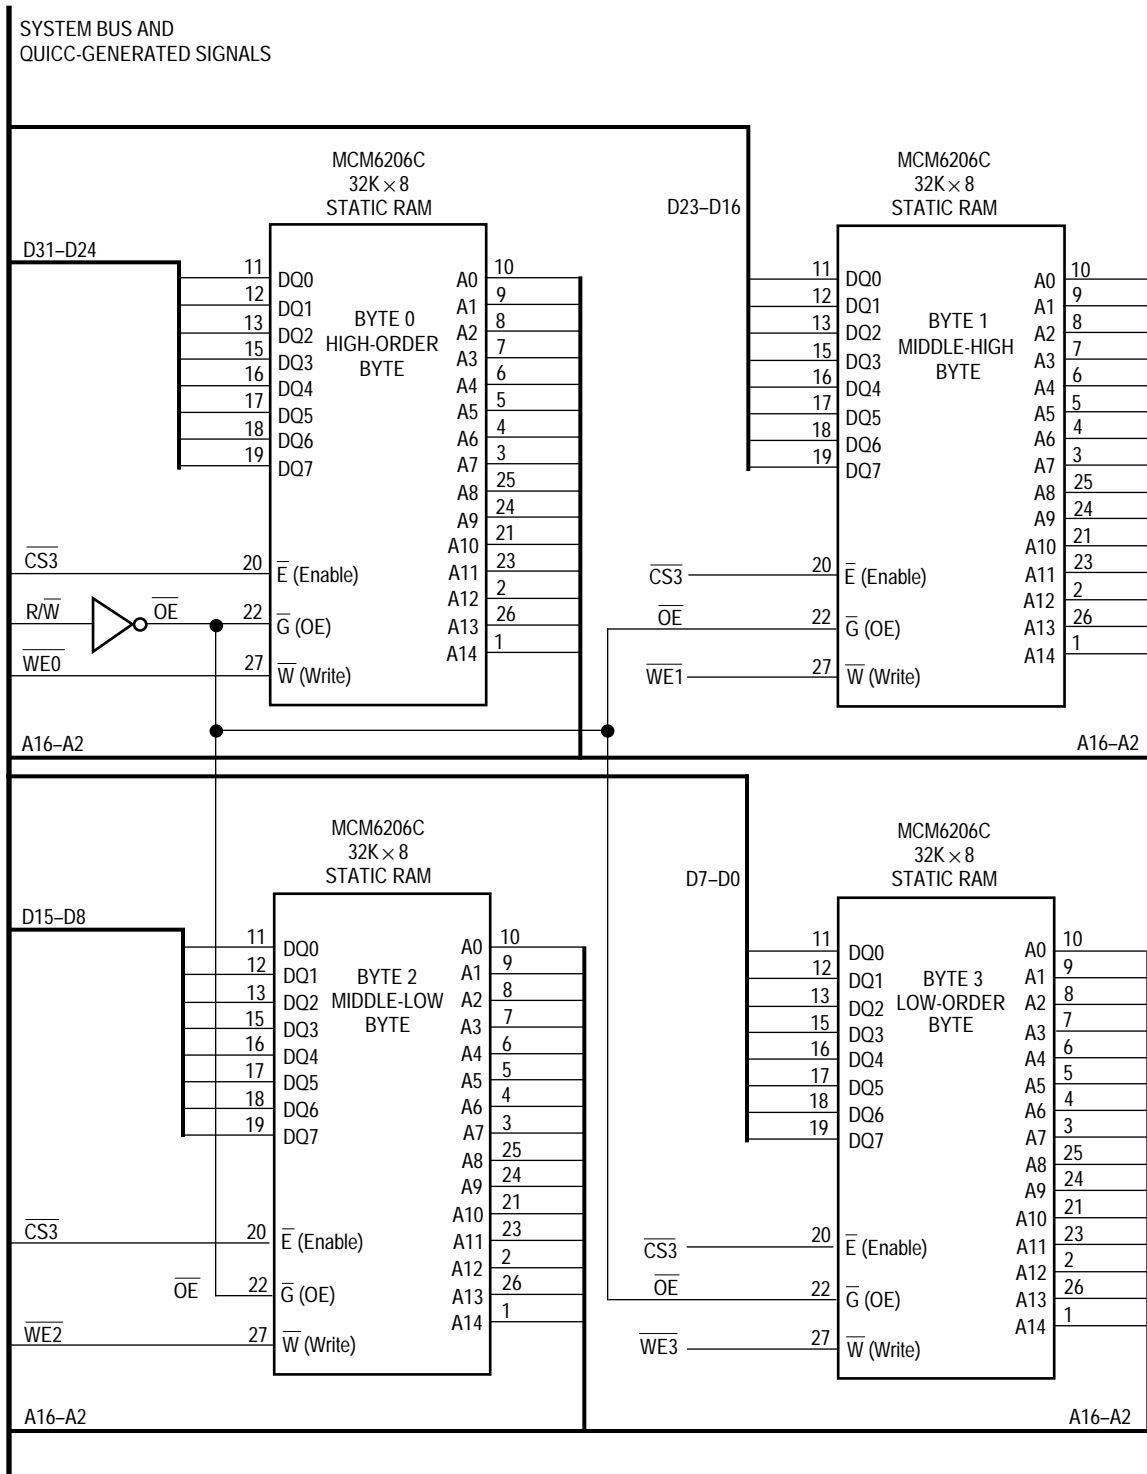 SYSTEM BUS AND
QUICC-GENERATED SIGNALS
MCM6206C
32K × 8
STATIC RAM
D31–D24
11 DQ0
12 DQ1
13 DQ2
15 DQ3
16 DQ4
17 DQ5
18 DQ6
19 DQ7
BYTE 0
HIGH-ORDER
BYTE
A0 10
A1 9
A2 8
A3 7
A4 6
A5 5
A6 4
A7 3
A8 25
A9 24
A10 21
A11 23
A12 2
A13 26
A14 1
C̅S̅3̅ 20 E̅ (Enable)
R/W̅ O̅E̅ 22 G̅ (OE)
W̅E̅0̅ 27 W̅ (Write)
A16–A2
MCM6206C
32K × 8
STATIC RAM
D23–D16
11 DQ0
12 DQ1
13 DQ2
15 DQ3
16 DQ4
17 DQ5
18 DQ6
19 DQ7
BYTE 1
MIDDLE-HIGH
BYTE
A0 10
A1 9
A2 8
A3 7
A4 6
A5 5
A6 4
A7 3
A8 25
A9 24
A10 21
A11 23
A12 2
A13 26
A14 1
C̅S̅3̅ 20 E̅ (Enable)
O̅E̅ 22 G̅ (OE)
W̅E̅1̅ 27 W̅ (Write)
A16–A2
MCM6206C
32K × 8
STATIC RAM
D15–D8
11 DQ0
12 DQ1
13 DQ2
15 DQ3
16 DQ4
17 DQ5
18 DQ6
19 DQ7
BYTE 2
MIDDLE-LOW
BYTE
A0 10
A1 9
A2 8
A3 7
A4 6
A5 5
A6 4
A7 3
A8 25
A9 24
A10 21
A11 23
A12 2
A13 26
A14 1
C̅S̅3̅ 20 E̅ (Enable)
O̅E̅ 22 G̅ (OE)
W̅E̅2̅ 27 W̅ (Write)
A16–A2
MCM6206C
32K × 8
STATIC RAM
D7–D0
11 DQ0
12 DQ1
13 DQ2
15 DQ3
16 DQ4
17 DQ5
18 DQ6
19 DQ7
BYTE 3
LOW-ORDER
BYTE
A0 10
A1 9
A2 8
A3 7
A4 6
A5 5
A6 4
A7 3
A8 25
A9 24
A10 21
A11 23
A12 2
A13 26
A14 1
C̅S̅3̅ 20 E̅ (Enable)
O̅E̅ 22 G̅ (OE)
W̅E̅3̅ 27 W̅ (Write)
A16–A2